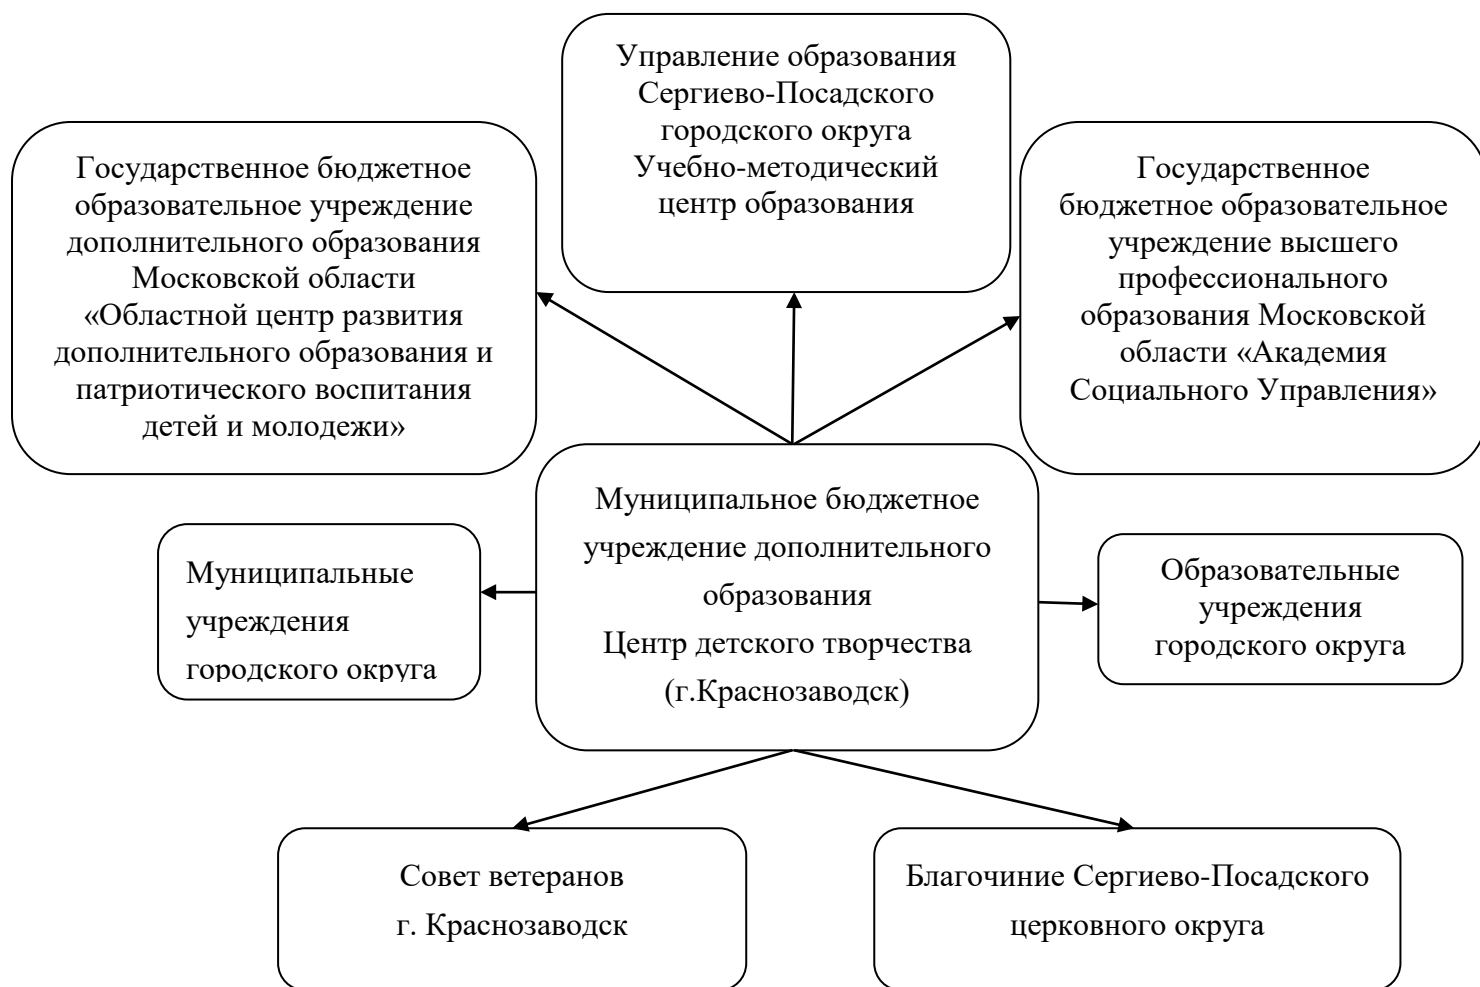 Управление образования
Сергиево-Посадского
городского округа
Учебно-методический
центр образования
Государственное бюджетное
образовательное учреждение
дополнительного образования
Московской области
«Областной центр развития
дополнительного образования и
патриотического воспитания
детей и молодежи»
Государственное
бюджетное образовательное
учреждение высшего
профессионального
образования Московской
области «Академия
Социального Управления»
Муниципальное бюджетное
учреждение дополнительного
образования
Центр детского творчества
(г.Краснозаводск)
Муниципальные
учреждения
городского округа
Образовательные
учреждения
городского округа
Совет ветеранов
г. Краснозаводск
Благочиние Сергиево-Посадского
церковного округа